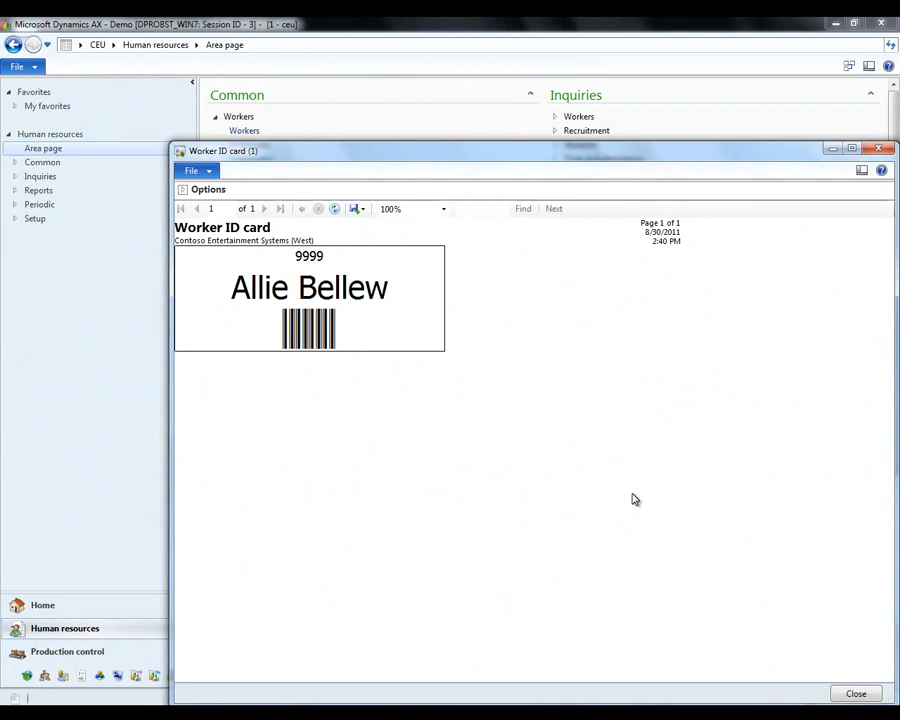 Microsoft Dynamics AX - Demo [DPROBST_WIN7: Session ID - 3] - [1 - ceu]
CEU Human resources Area page
File
Favorites
My favorites
Human resources
Area page
Common
Inquiries
Reports
Periodic
Setup
Common
Workers
Workers
Inquiries
Workers
Recruitment
Worker ID card (1)
File
Options
1 of 1 100% Find Next
Worker ID card
Contoso Entertainment Systems (West)
Page 1 of 1
8/30/2011
2:40 PM
9999
Allie Bellew
Home
Human resources
Production control
Close